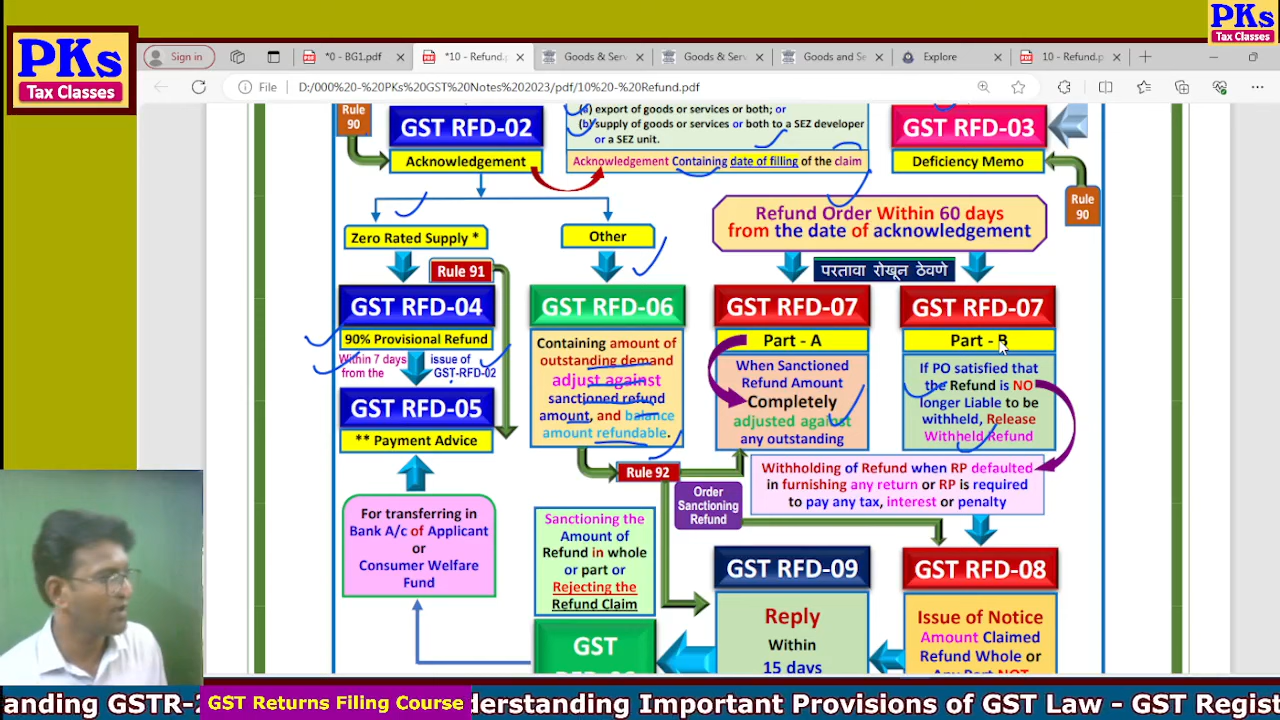 PKs
Tax Classes
PKs
Tax Classes
Sign in
*0 - BG1.pdf
*10 - Refund.p
Goods & Serv
Goods & Serv
Goods and Se
Explore
10 - Refund.p
File
D:/000%20-%20PKs%20GST%20Notes%202023/pdf/10%20-%20Refund.pdf
Rule
90
GST RFD-02
Acknowledgement
(a) export of goods or services or both; or
(b) supply of goods or services or both to a SEZ developer
or a SEZ unit.
Acknowledgement Containing date of filling of the claim
GST RFD-03
Deficiency Memo
Rule
90
Zero Rated Supply *
Other
Refund Order Within 60 days
from the date of acknowledgement
परतावा रोखून ठेवणे
Rule 91
GST RFD-04
90% Provisional Refund
Within 7 days
from the
issue of
GST-RFD-02
GST RFD-05
** Payment Advice
GST RFD-06
Containing amount of
outstanding demand
adjust against
sanctioned refund
amount, and balance
amount refundable.
GST RFD-07
Part - A
When Sanctioned
Refund Amount
Completely
adjusted against
any outstanding
GST RFD-07
Part - B
If PO satisfied that
the Refund is NO
longer Liable to be
withheld, Release
Withheld Refund
Rule 92
Order
Sanctioning
Refund
Withholding of Refund when RP defaulted
in furnishing any return or RP is required
to pay any tax, interest or penalty
For transferring in
Bank A/c of Applicant
or
Consumer Welfare
Fund
Sanctioning the
Amount of
Refund in whole
or part or
Rejecting the
Refund Claim
GST
GST RFD-09
Reply
Within
15 days
GST RFD-08
Issue of Notice
Amount Claimed
Refund Whole or
Any Part NOT
anding GSTR-2
GST Returns Filing Course
derstanding Important Provisions of GST Law - GST Regist